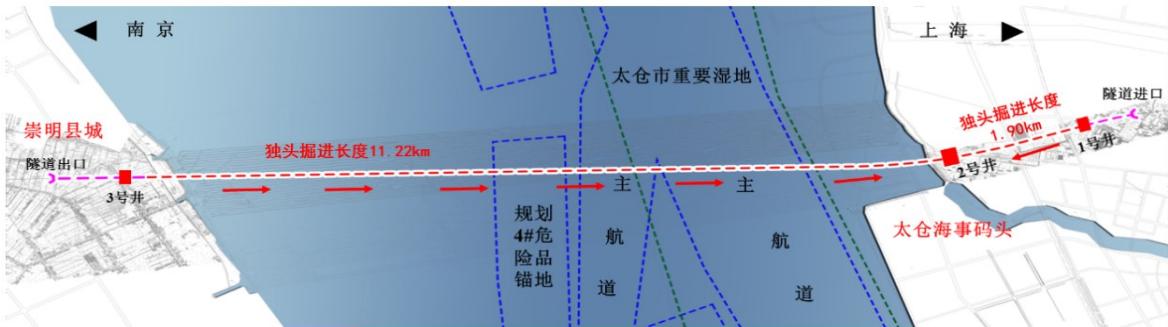 南京
上海
太仓市重要湿地
隧道进口
独头掘进长度
1.90km
崇明县城
1号井
隧道出口
独头掘进长度11.22km
2号井
3号井
主
主
规划
4#危
险品
锚地
航
道
航
道
太仓海事码头